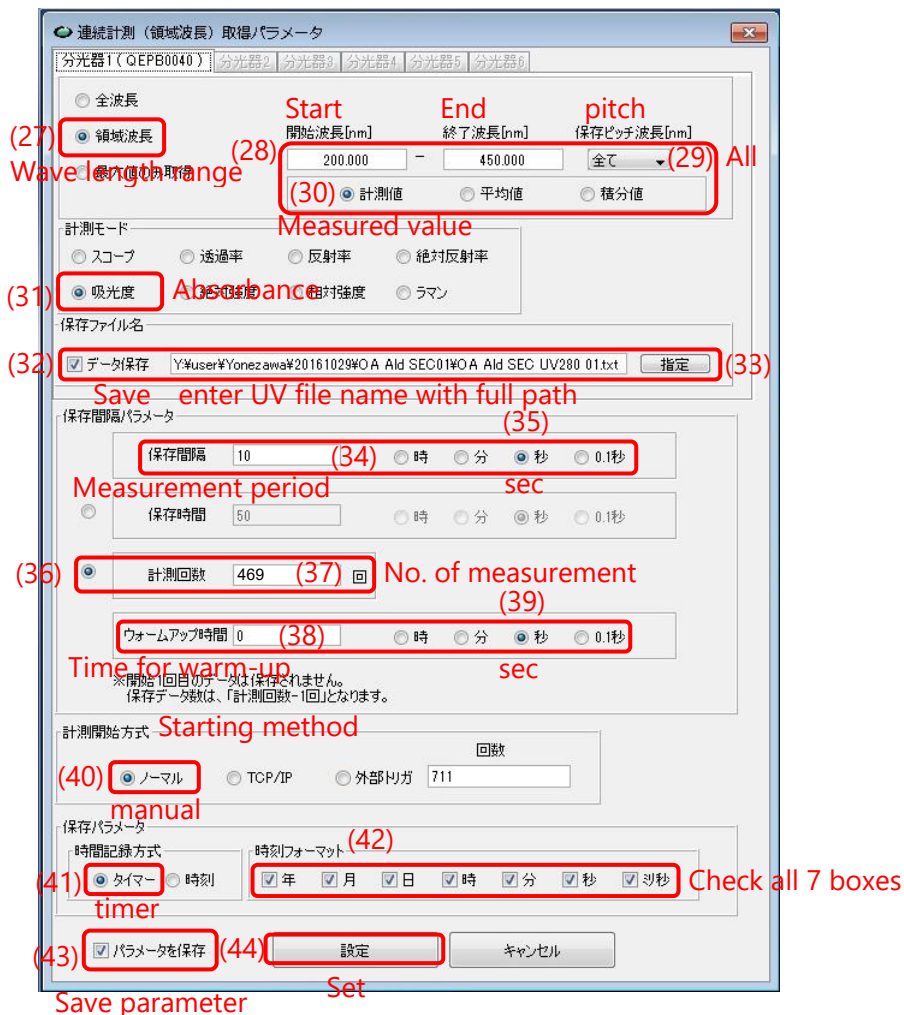 連続計測（領域波長）取得パラメータ
分光器1(QEPB0040) 分光器2 分光器3 分光器4 分光器5 分光器6
全波長
Start End pitch
開始波長[nm] 終了波長[nm] 保存ピッチ波長[nm]
(27) 領域波長
(28) 200.000 - 450.000 全て (29) All
Wave length range
最大値のみ取得
(30) 計測値 平均値 積分値
Measured value
計測モード
スコープ 透過率 反射率 絶対反射率
(31) 吸光度 絶対強度 相対強度 ラマン
Absorbance
保存ファイル名
(32) データ保存 Y:¥user¥Yonezawa¥20161029¥OA Ald SEC01¥OA Ald SEC UV280 01.txt 指定 (33)
Save enter UV file name with full path
保存間隔パラメータ
(35)
保存間隔 10 (34) 時 分 秒 0.1秒
Measurement period sec
保存時間 50 時 分 秒 0.1秒
(36) 計測回数 469 (37) 回 No. of measurement
(39)
ウォームアップ時間 0 (38) 時 分 秒 0.1秒
Time for warm-up sec
※開始1回目のデータは保存されません。
保存データ数は、「計測回数-1回」となります。
計測開始方式 Starting method
回数
(40) ノーマル TCP/IP 外部トリガ 711
manual
保存パラメータ
時間記録方式 時刻フォーマット (42)
(41) タイマー 時刻 年 月 日 時 分 秒 ミリ秒 Check all 7 boxes
timer
(43) パラメータを保存 (44) 設定 キャンセル
Save parameter Set